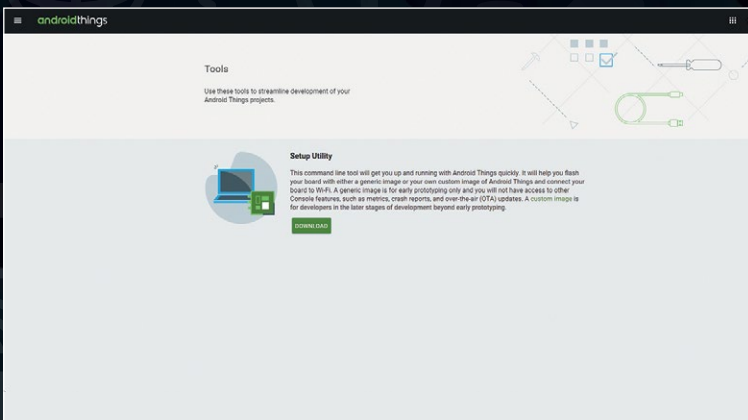 androidthings
Tools
Use these tools to streamline development of your
Android Things projects.
Setup Utility
This command line tool will get you up and running with Android Things quickly. It will help you flash
your board with either a generic image or your own custom image of Android Things and connect your
board to Wi-Fi. A generic image is for early prototyping only and you will not have access to other
Console features, such as metrics, crash reports, and over-the-air (OTA) updates. A custom image is
for developers in the later stages of development beyond early prototyping.
DOWNLOAD